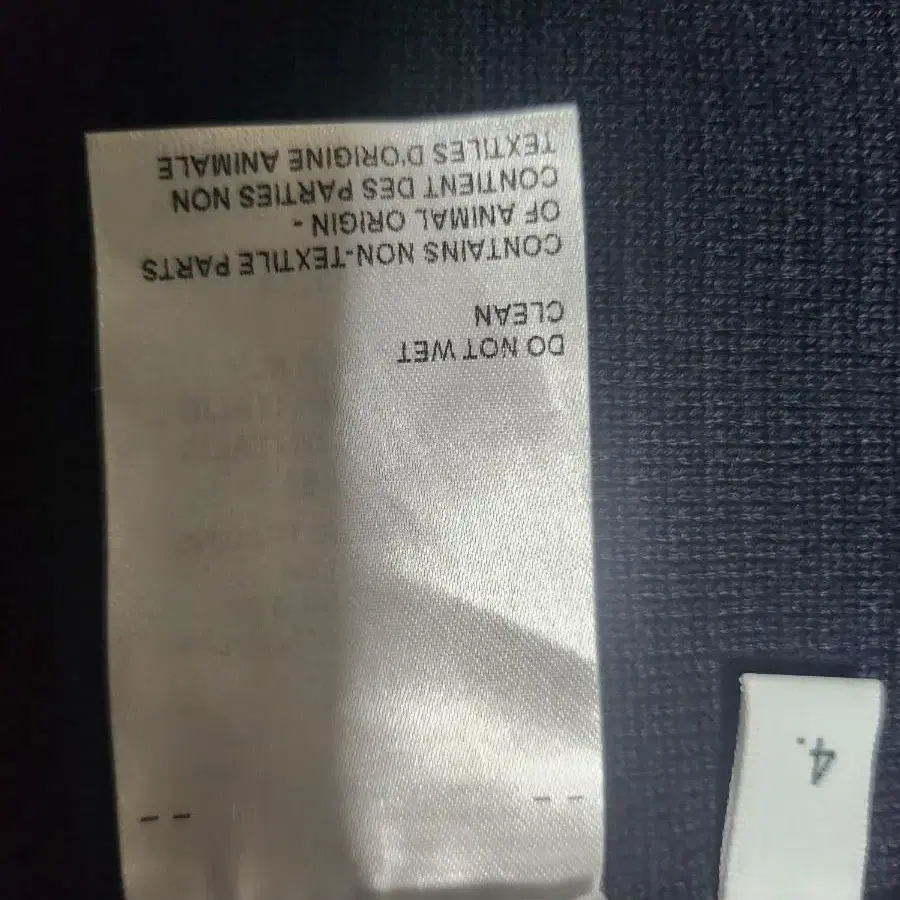 DO NOT WET
CLEAN
CONTAINS NON-TEXTILE PARTS
OF ANIMAL ORIGIN -
CONTIENT DES PARTIES NON
TEXTILES D'ORIGINE ANIMALE
4.